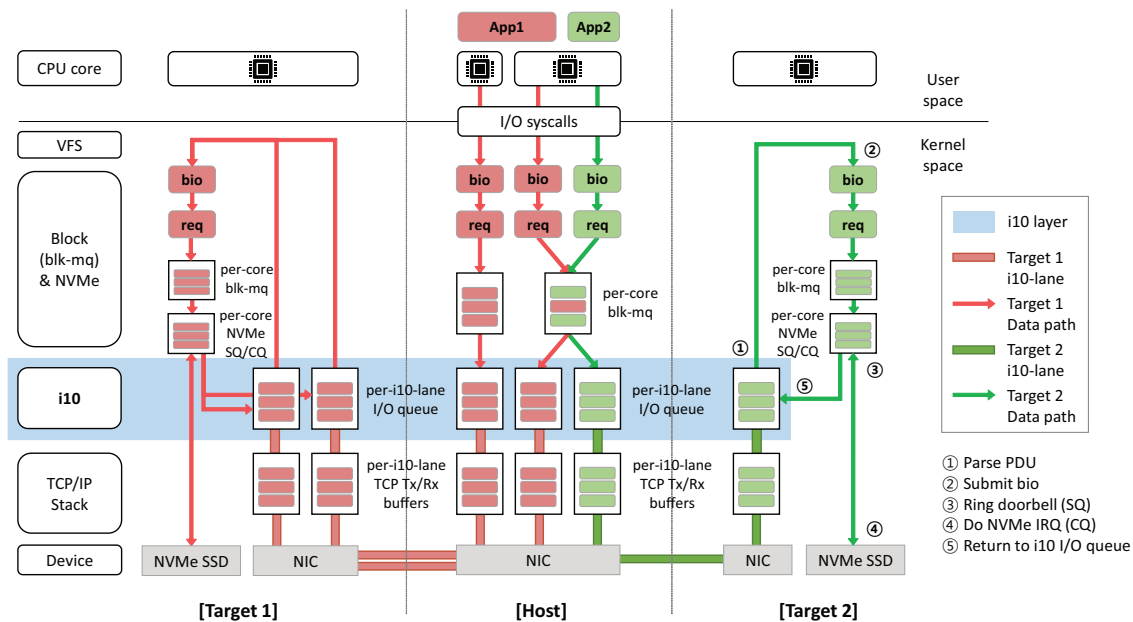 App1
App2
CPU core
User
space
I/O syscalls
VFS
Kernel
space
②
bio
bio
bio
bio
bio
req
req
req
req
req
Block
(blk-mq)
& NVMe
per-core
blk-mq
per-core
NVMe
SQ/CQ
per-core
blk-mq
per-core
blk-mq
per-core
NVMe
SQ/CQ
①
③
⑤
i10
per-i10-lane
I/O queue
per-i10-lane
I/O queue
TCP/IP
Stack
per-i10-lane
TCP Tx/Rx
buffers
per-i10-lane
TCP Tx/Rx
buffers
④
Device
NVMe SSD
NIC
NIC
NIC
NVMe SSD
[Target 1]
[Host]
[Target 2]
i10 layer
Target 1
i10-lane
Target 1
Data path
Target 2
i10-lane
Target 2
Data path
① Parse PDU
② Submit bio
③ Ring doorbell (SQ)
④ Do NVMe IRQ (CQ)
⑤ Return to i10 I/O queue